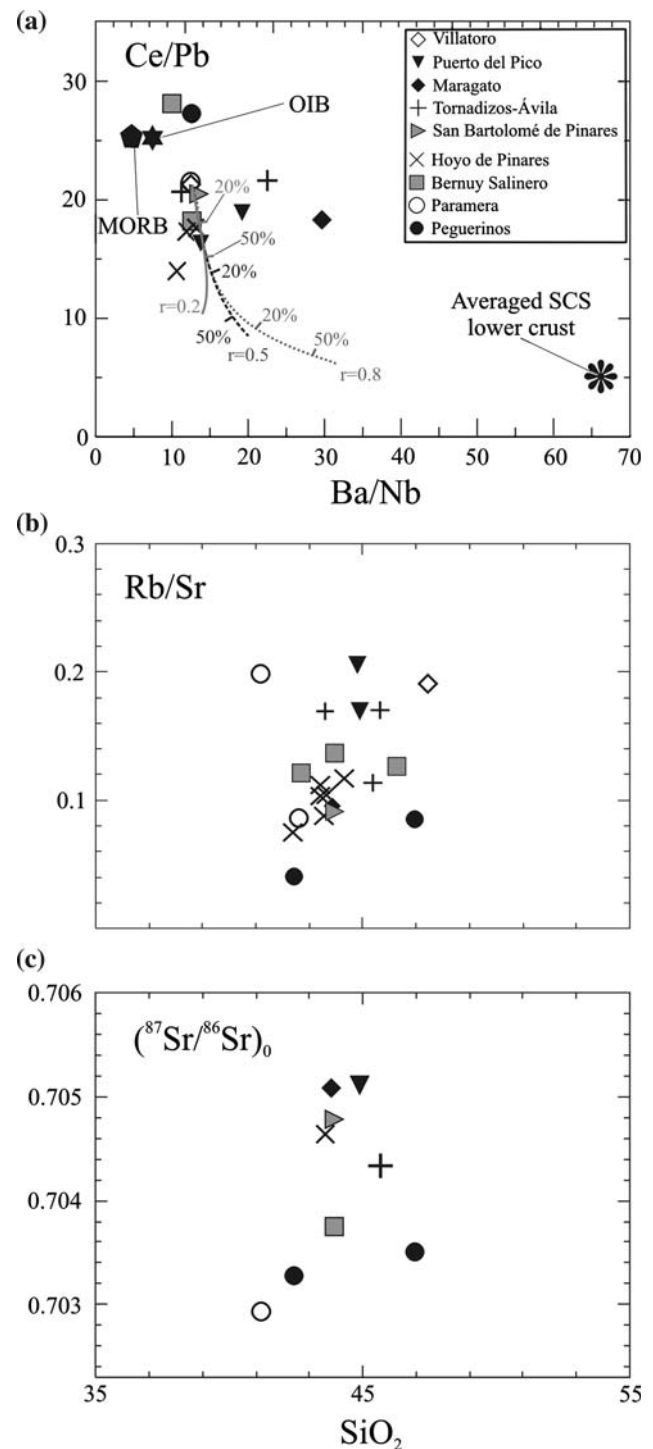 (a)
Ce/Pb
30
20
10
0
OIB
MORB
20%
50%
20%
r=0.2
50%
r=0.5
20%
50%
r=0.8
Averaged SCS
lower crust
Villatoro
Puerto del Pico
Maragato
Tornadizos-Ávila
San Bartolomé de Pinares
Hoyo de Pinares
Bernuy Salinero
Paramera
Peguerinos
0 10 20 30 40 50 60 70
Ba/Nb
(b)
0.3
Rb/Sr
0.2
0.1
(c)
0.706
(⁸⁷Sr/⁸⁶Sr)₀
0.705
0.704
0.703
35 45 55
SiO₂